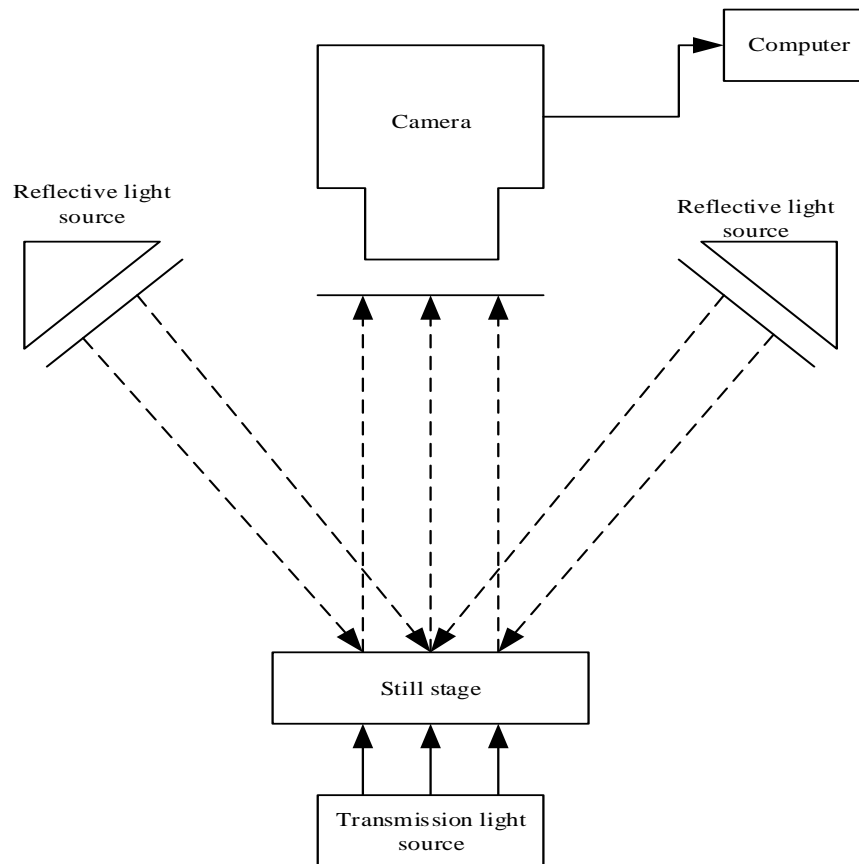 Computer
Camera
Reflective light
source
Reflective light
source
Still stage
Transmission light
source